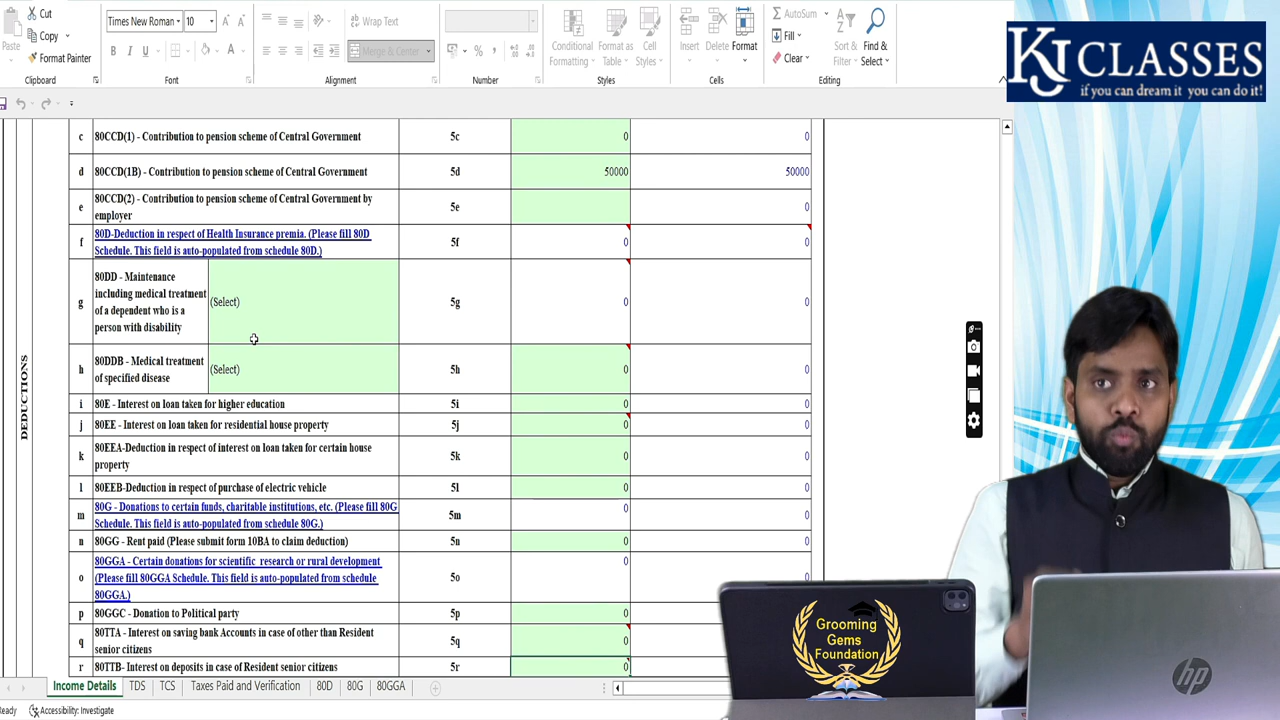 Cut
Copy
Format Painter
Paste
Clipboard
Times New Roman
10
B I U
Font
Wrap Text
Merge & Center
Alignment
%
Number
Conditional Formatting
Format as Table
Cell Styles
Styles
Insert
Delete
Format
Cells
AutoSum
Fill
Clear
Sort & Filter
Find & Select
Editing
KJ CLASSES
if you can dream it you can do it!
DEDUCTIONS
c 80CCD(1) - Contribution to pension scheme of Central Government 5c 0 0
d 80CCD(1B) - Contribution to pension scheme of Central Government 5d 50000 50000
e 80CCD(2) - Contribution to pension scheme of Central Government by
employer 5e 0
f 80D-Deduction in respect of Health Insurance premia. (Please fill 80D
Schedule. This field is auto-populated from schedule 80D.) 5f 0 0
g 80DD - Maintenance
including medical treatment
of a dependent who is a
person with disability
(Select) 5g 0 0
h 80DDB - Medical treatment
of specified disease
(Select) 5h 0 0
i 80E - Interest on loan taken for higher education 5i 0 0
j 80EE - Interest on loan taken for residential house property 5j 0 0
k 80EEA-Deduction in respect of interest on loan taken for certain house
property 5k 0 0
l 80EEB-Deduction in respect of purchase of electric vehicle 5l 0 0
m 80G - Donations to certain funds, charitable institutions, etc. (Please fill 80G
Schedule. This field is auto-populated from schedule 80G.) 5m 0 0
n 80GG - Rent paid (Please submit form 10BA to claim deduction) 5n 0 0
o 80GGA - Certain donations for scientific research or rural development
(Please fill 80GGA Schedule. This field is auto-populated from schedule
80GGA.) 5o 0 0
p 80GGC - Donation to Political party 5p 0
q 80TTA - Interest on saving bank Accounts in case of other than Resident
senior citizens 5q 0
r 80TTB- Interest on deposits in case of Resident senior citizens 5r 0
Income Details
TDS
TCS
Taxes Paid and Verification
80D
80G
80GGA
Ready
Accessibility: Investigate
Grooming
Gems
Foundation
hp